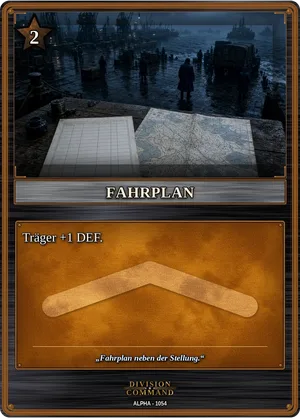 2
FAHRPLAN
Träger +1 DEF.
„Fahrplan neben der Stellung.“
DIVISION
COMMAND
ALPHA - 1054